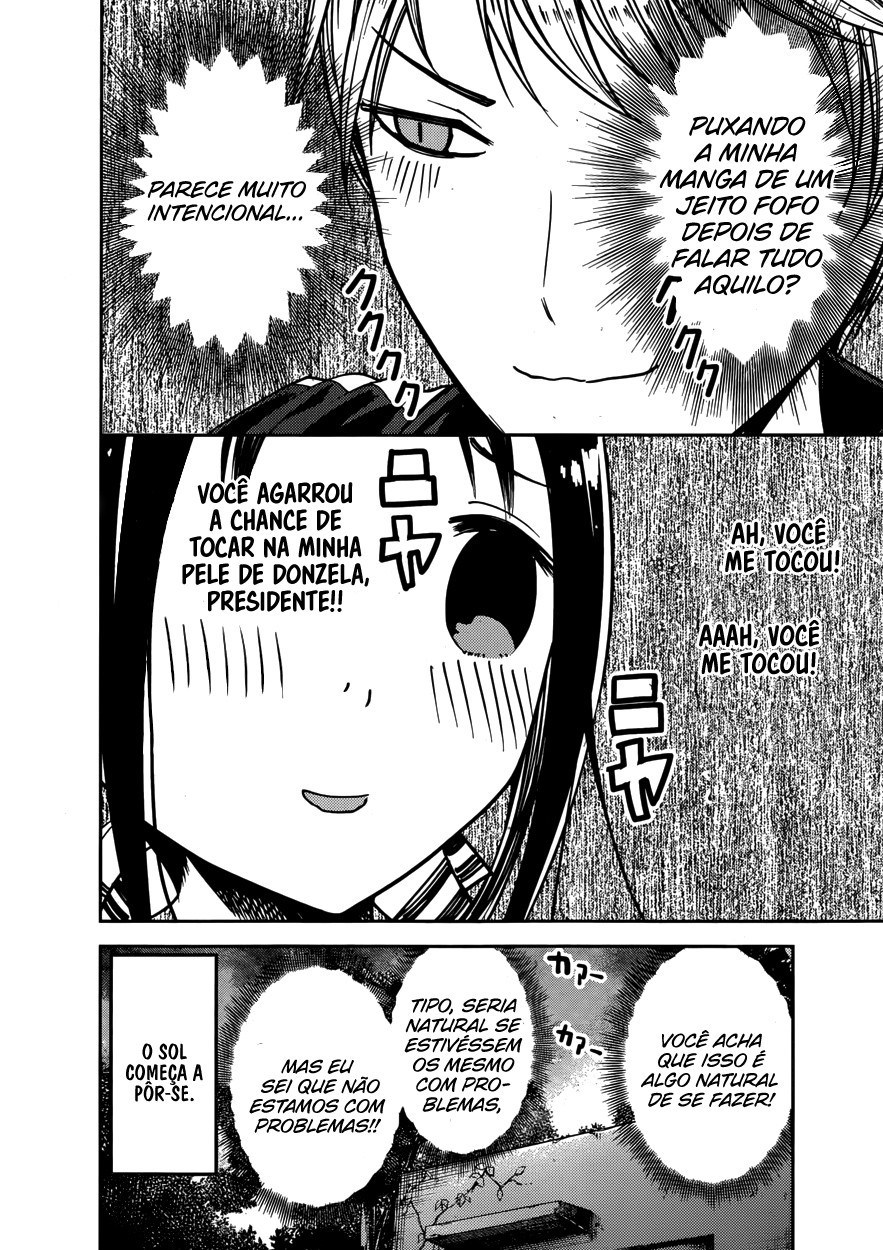 PUXANDO
A MINHA
MANGA DE UM
JEITO FOFO
DEPOIS DE
FALAR TUDO
AQUILO?
PARECE MUITO
INTENCIONAL...
クククク
クククク
AH, VOCÊ
ME TOCOU!
AAAH, VOCÊ
ME TOCOU!
ニヤ
VOCÊ AGARROU
A CHANCE DE
TOCAR NA MINHA
PELE DE DONZELA,
PRESIDENTE!!
ニヤ
VOCÊ ACHA
QUE ISSO É
ALGO NATURAL
DE SE FAZER!
カァー
カァー
TIPO, SERIA
NATURAL SE
ESTIVÉSSEM
OS MESMO
COM PRO-
BLEMAS,
MAS EU
SEI QUE NÃO
ESTAMOS COM
PROBLEMAS!!
O SOL
COMEÇA A
PÔR-SE.